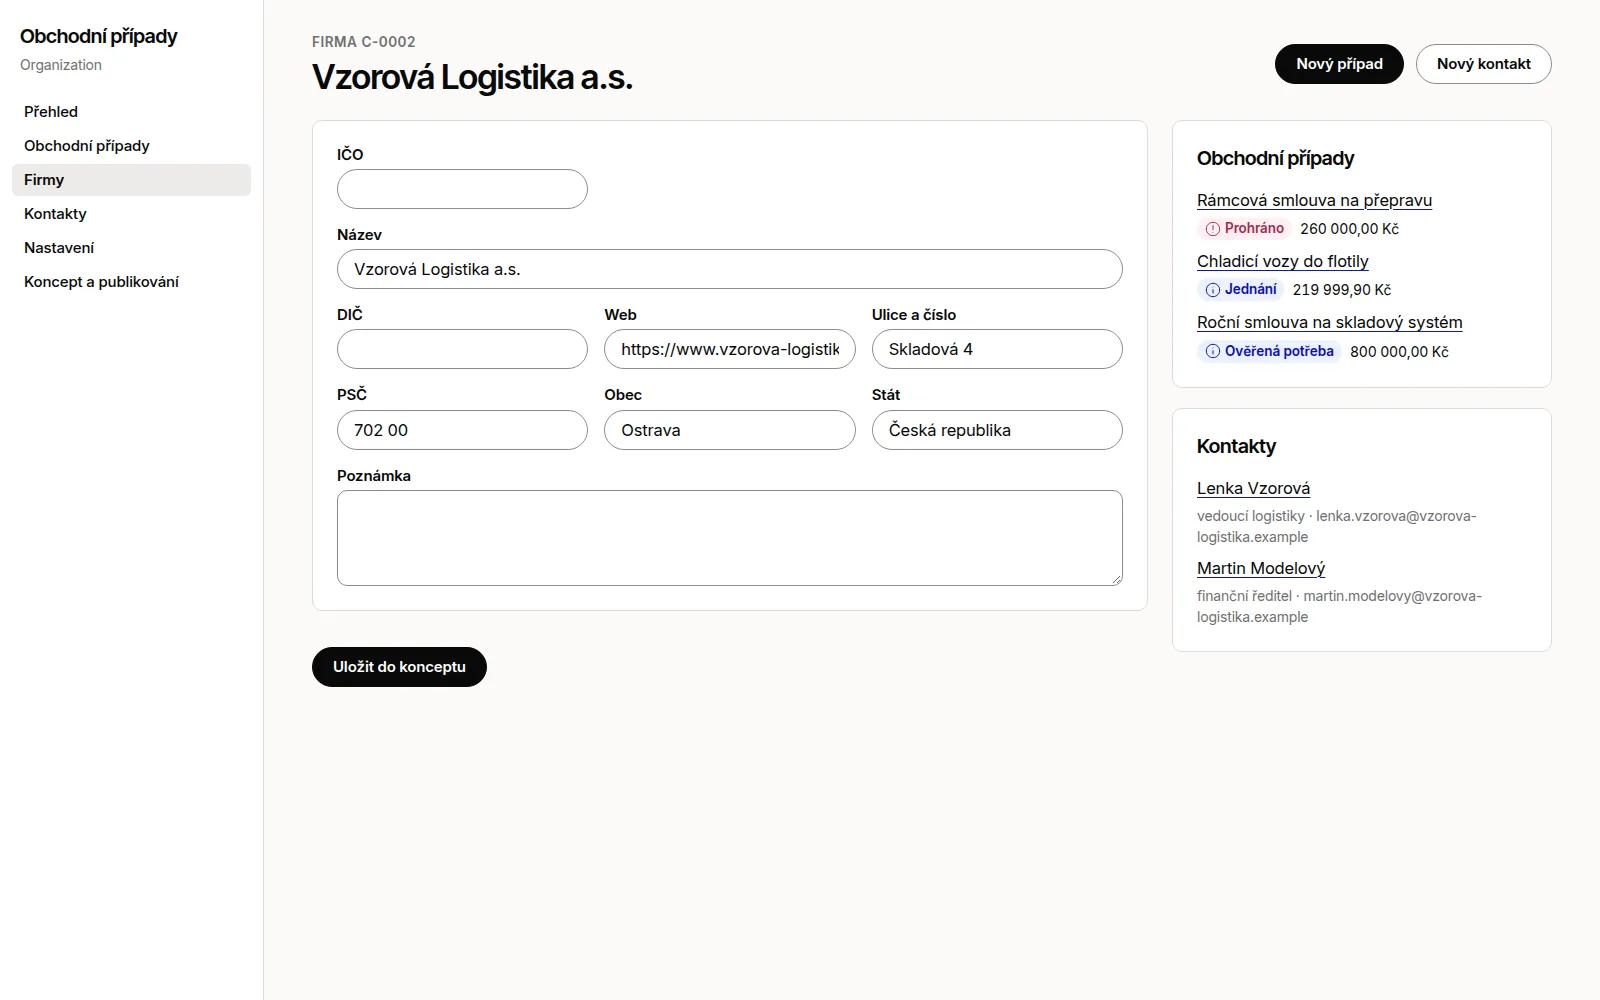 Obchodní případy
Organization
Přehled
Obchodní případy
Firmy
Kontakty
Nastavení
Koncept a publikování
FIRMA C-0002
Vzorová Logistika a.s.
Nový případ
Nový kontakt
IČO
Název
Vzorová Logistika a.s.
DIČ
Web
Ulice a číslo
https://www.vzorova-logistik
Skladová 4
PSČ
Obec
Stát
702 00
Ostrava
Česká republika
Poznámka
Uložit do konceptu
Obchodní případy
Rámcová smlouva na přepravu
Prohráno 260 000,00 Kč
Chladicí vozy do flotily
Jednání 219 999,90 Kč
Roční smlouva na skladový systém
Ověřená potřeba 800 000,00 Kč
Kontakty
Lenka Vzorová
vedoucí logistiky · lenka.vzorova@vzorova-
logistika.example
Martin Modelový
finanční ředitel · martin.modelovy@vzorova-
logistika.example